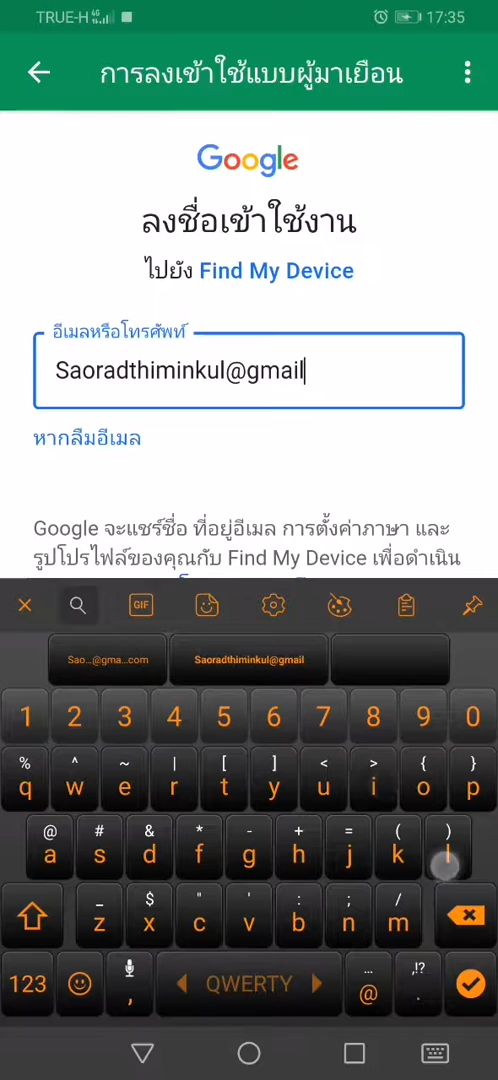 TRUE-H 4G 17:35
การลงเข้าใช้แบบผู้มาเยือน
Google
ลงชื่อเข้าใช้งาน
ไปยัง Find My Device
อีเมลหรือโทรศัพท์
Saoradthiminkul@gmail
หากลืมอีเมล
Google จะแชร์ชื่อ ที่อยู่อีเมล การตั้งค่าภาษา และ
รูปโปรไฟล์ของคุณกับ Find My Device เพื่อดำเนิน
GIF
Sao...@gma...com Saoradthiminkul@gmail
1 2 3 4 5 6 7 8 9 0
% ^ ~ | [ ] < > { }
q w e r t y u i o p
@ # & * - + = ( )
a s d f g h j k l
_ $ " ' : ; /
z x c v b n m
... ,!?
123 , QWERTY @ .